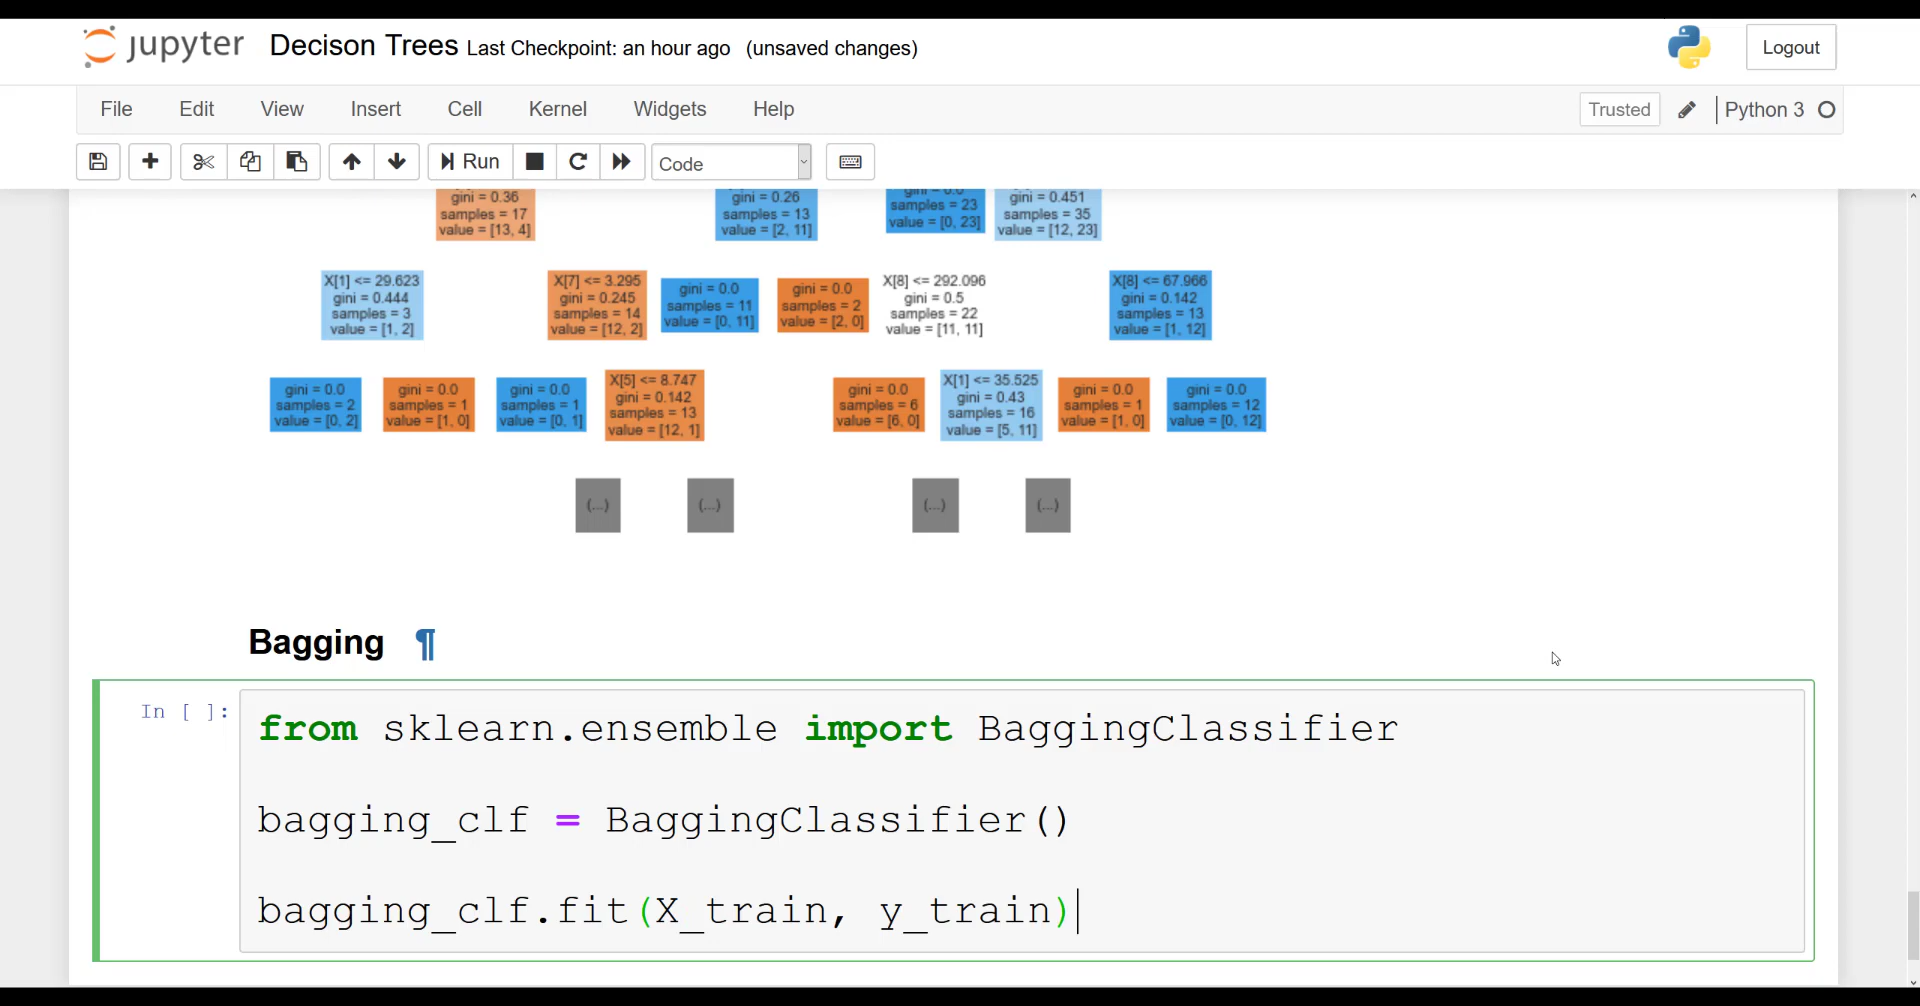 jupyter Decison Trees Last Checkpoint: an hour ago (unsaved changes) Logout
File Edit View Insert Cell Kernel Widgets Help Trusted Python 3
Run Code
gini = 0.36
samples = 17
value = [13, 4]
gini = 0.26
samples = 13
value = [2, 11]
gini = 0.0
samples = 23
value = [0, 23]
gini = 0.451
samples = 35
value = [12, 23]
X[1] <= 29.623
gini = 0.444
samples = 3
value = [1, 2]
X[7] <= 3.295
gini = 0.245
samples = 14
value = [12, 2]
gini = 0.0
samples = 11
value = [0, 11]
gini = 0.0
samples = 2
value = [2, 0]
X[8] <= 292.096
gini = 0.5
samples = 22
value = [11, 11]
X[8] <= 67.966
gini = 0.142
samples = 13
value = [1, 12]
gini = 0.0
samples = 2
value = [0, 2]
gini = 0.0
samples = 1
value = [1, 0]
gini = 0.0
samples = 1
value = [0, 1]
X[5] <= 8.747
gini = 0.142
samples = 13
value = [12, 1]
gini = 0.0
samples = 6
value = [6, 0]
X[1] <= 35.525
gini = 0.43
samples = 16
value = [5, 11]
gini = 0.0
samples = 1
value = [1, 0]
gini = 0.0
samples = 12
value = [0, 12]
(...)
(...)
(...)
(...)
Bagging ¶
In [ ]:
from sklearn.ensemble import BaggingClassifier
bagging_clf = BaggingClassifier()
bagging_clf.fit(X_train, y_train)